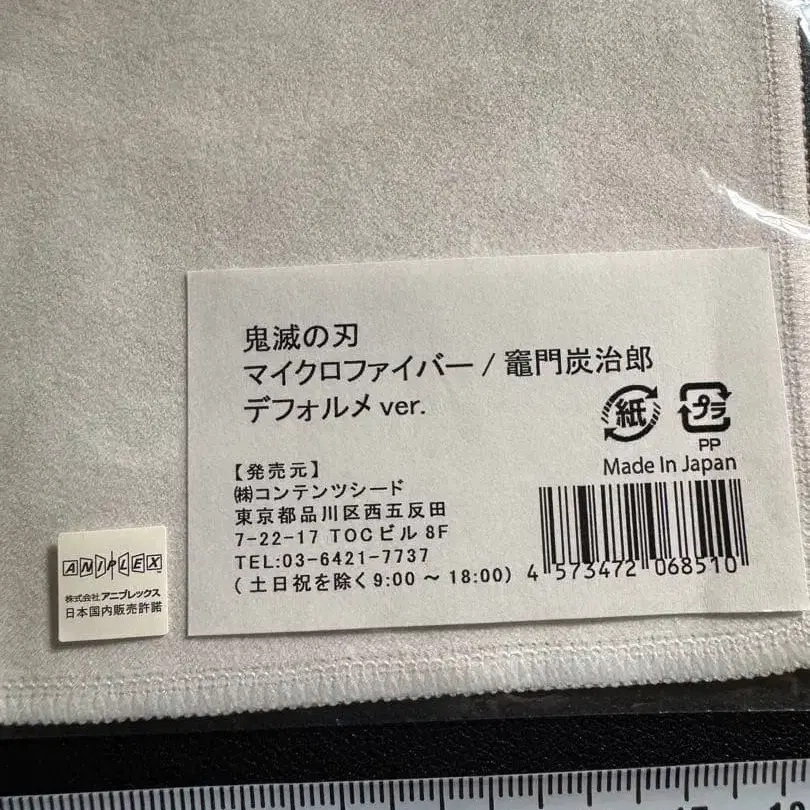 鬼滅の刃
マイクロファイバー / 竈門炭治郎
デフォルメ ver.
紙
プラ
PP
Made In Japan
【発売元】
㈱コンテンツシード
東京都品川区西五反田
7-22-17 TOCビル 8F
TEL:03-6421-7737
(土日祝を除く9:00 ～ 18:00)
4 573472 068510
ANIPLEX
株式会社 アニプレックス
日本国内販売許諾